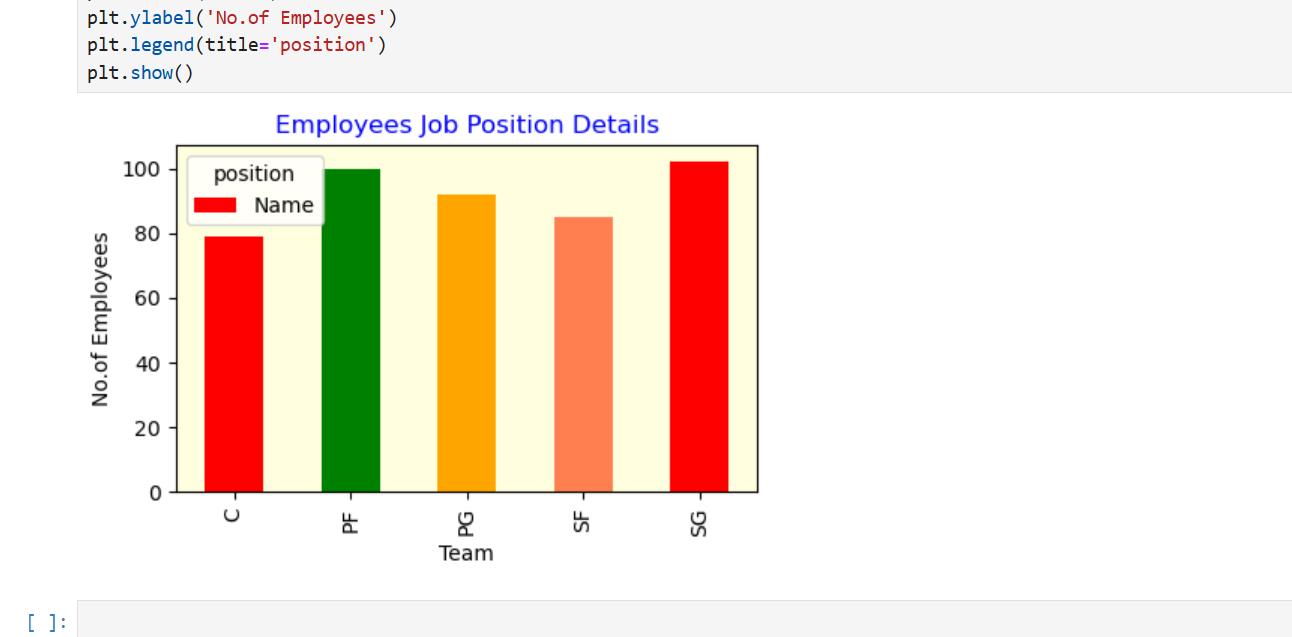 plt.ylabel('No.of Employees')
plt.legend(title='position')
plt.show()
Employees Job Position Details
position
Name
100
80
60
40
20
0
No.of Employees
C
PF
PG
SF
SG
Team
[ ]: